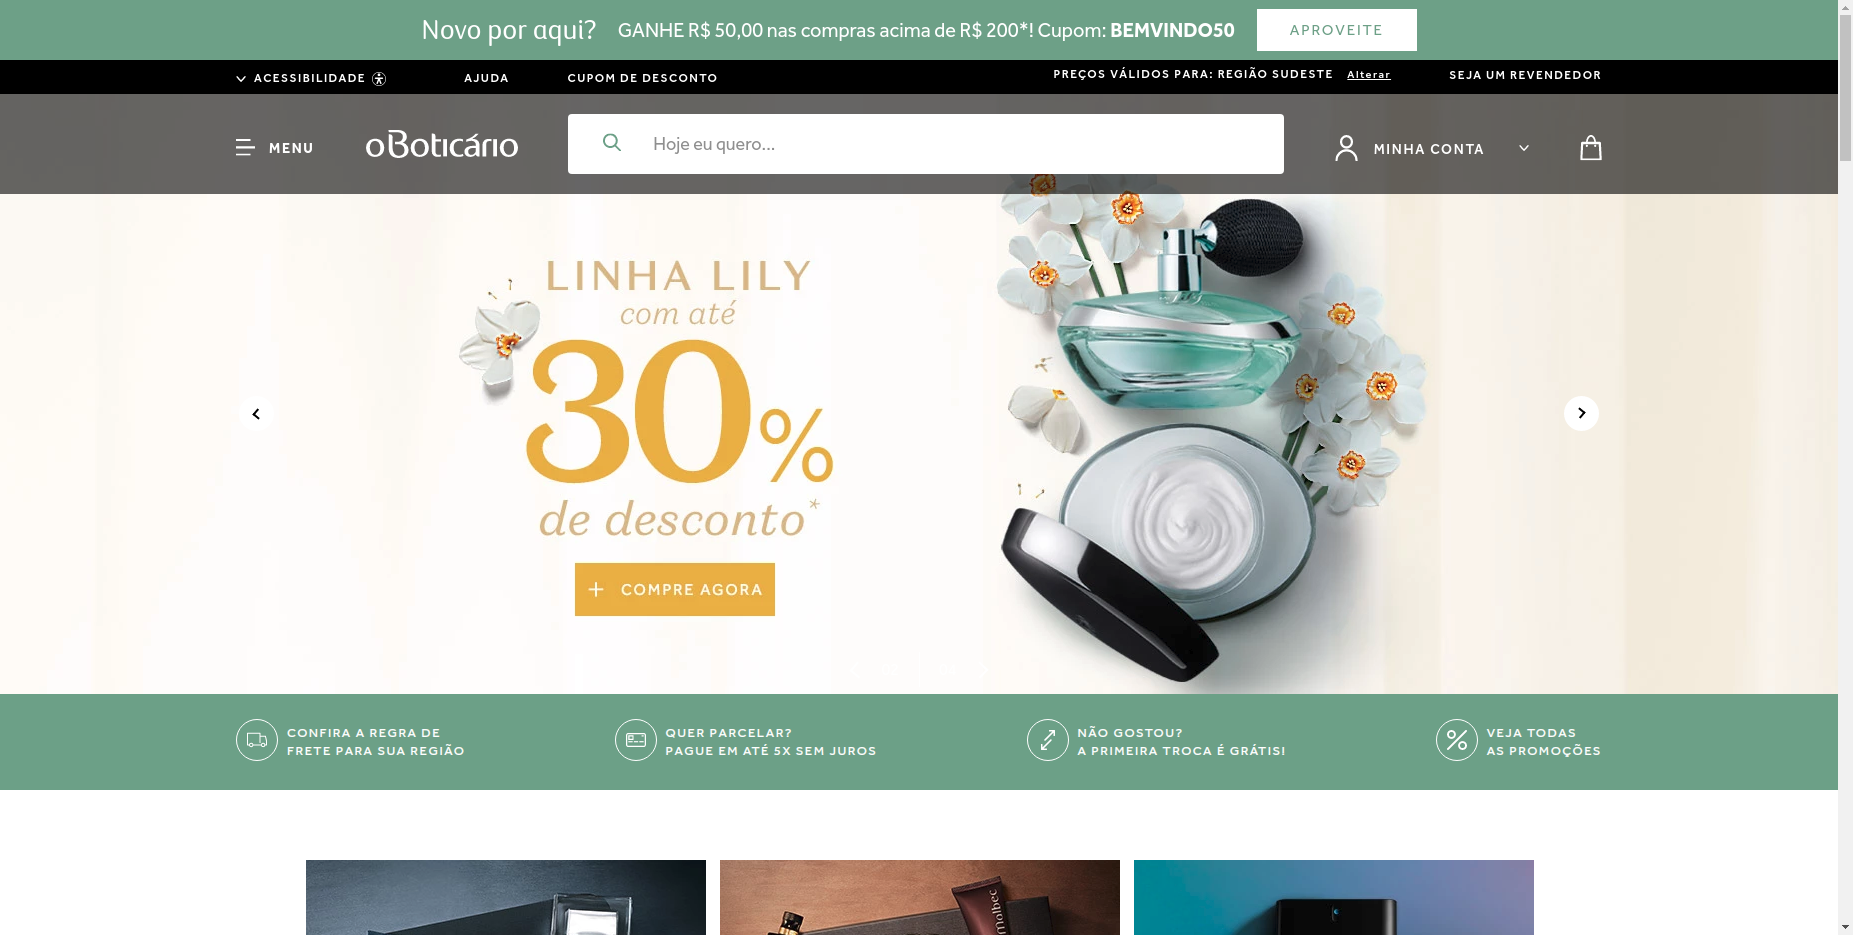 Novo por aqui?
GANHE R$ 50,00 nas compras acima de R$ 200*! Cupom: BEMVINDO50
APROVEITE
ACESSIBILIDADE
AJUDA
CUPOM DE DESCONTO
PREÇOS VÁLIDOS PARA: REGIÃO SUDESTE Alterar
SEJA UM REVENDEDOR
MENU
oBoticário
Hoje eu quero...
MINHA CONTA
LINHA LILY
com até
30%
de desconto*
+ COMPRE AGORA
CONFIRA A REGRA DE
FRETE PARA SUA REGIÃO
QUER PARCELAR?
PAGUE EM ATÉ 5X SEM JUROS
NÃO GOSTOU?
A PRIMEIRA TROCA É GRÁTIS!
VEJA TODAS
AS PROMOÇÕES